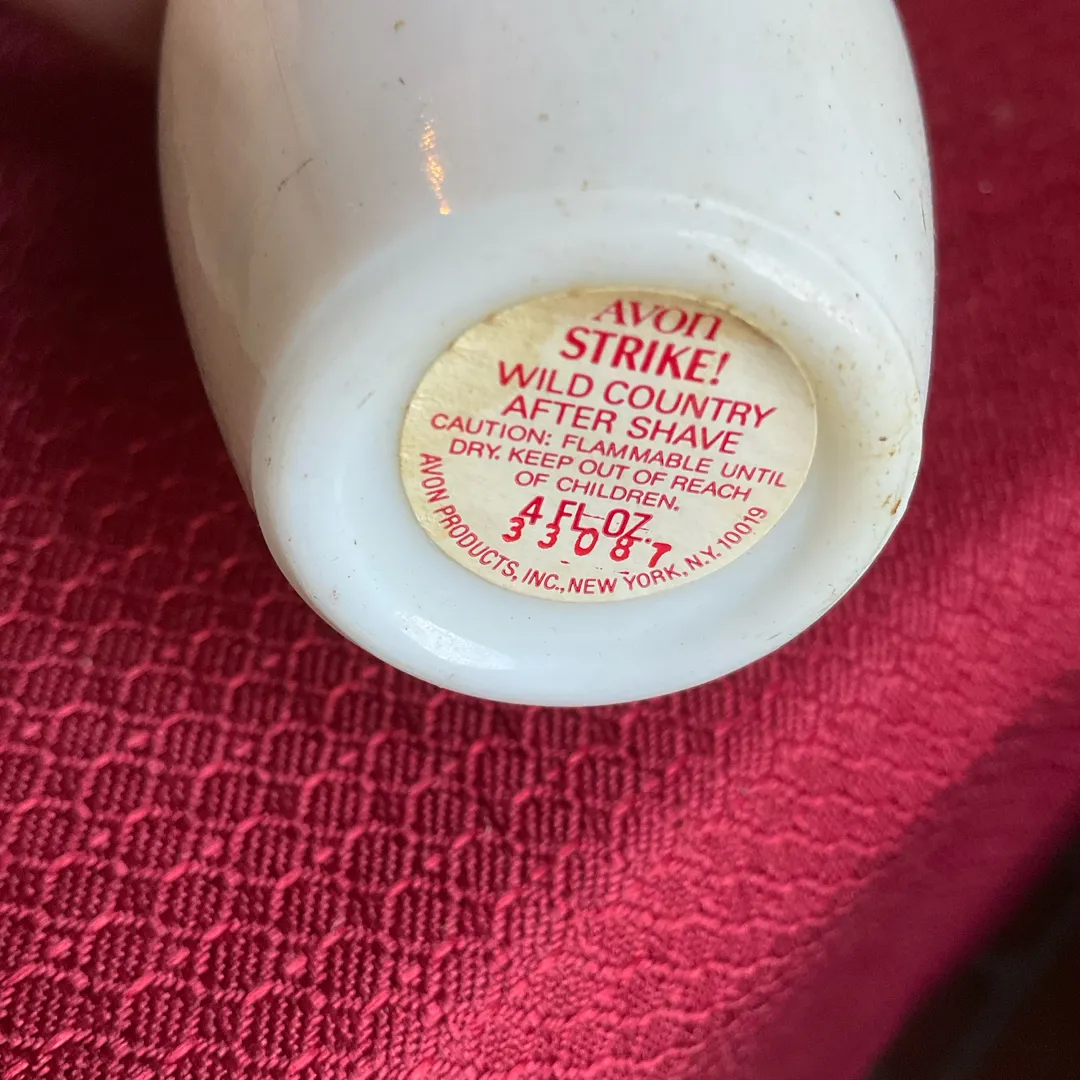 AVON
STRIKE!
WILD COUNTRY
AFTER SHAVE
CAUTION: FLAMMABLE UNTIL
DRY. KEEP OUT OF REACH
OF CHILDREN.
4 FL. OZ.
33087
AVON PRODUCTS, INC., NEW YORK, N.Y. 10019